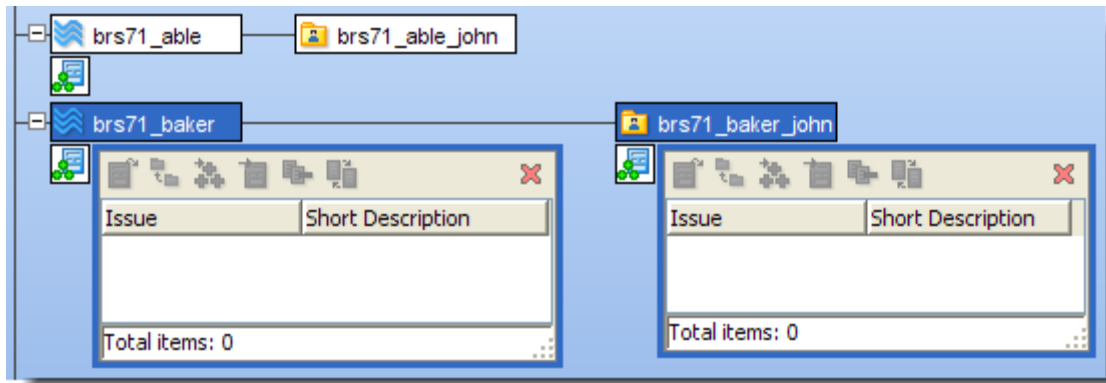 brs71_able brs71_able_john
brs71_baker brs71_baker_john
Issue Short Description Issue Short Description
Total items: 0 Total items: 0